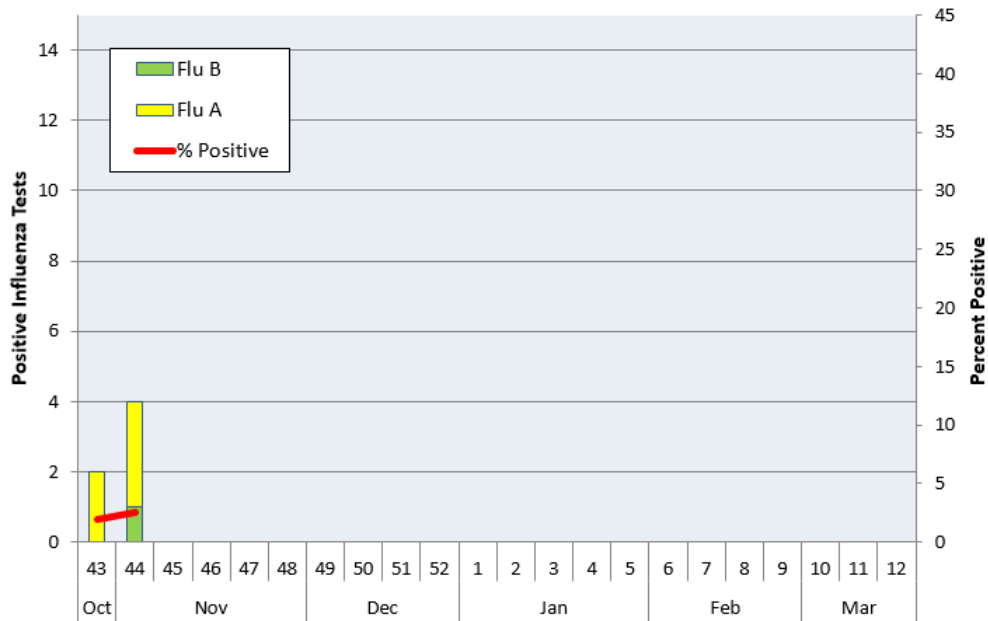 Positive Influenza Tests
14
12
10
8
6
4
2
0
Flu B
Flu A
% Positive
45
40
35
30
25
20
15
10
5
0
Percent Positive
43 44 45 46 47 48 49 50 51 52 1 2 3 4 5 6 7 8 9 10 11 12
Oct Nov Dec Jan Feb Mar